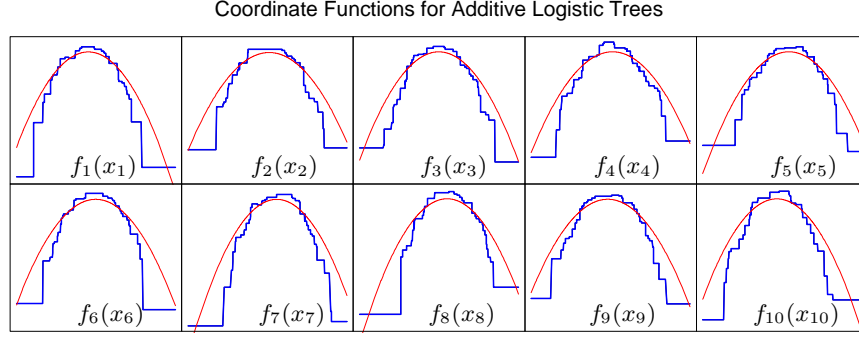 Coordinate Functions for Additive Logistic Trees
f₁(x₁) f₂(x₂) f₃(x₃) f₄(x₄) f₅(x₅)
f₆(x₆) f₇(x₇) f₈(x₈) f₉(x₉) f₁₀(x₁₀)